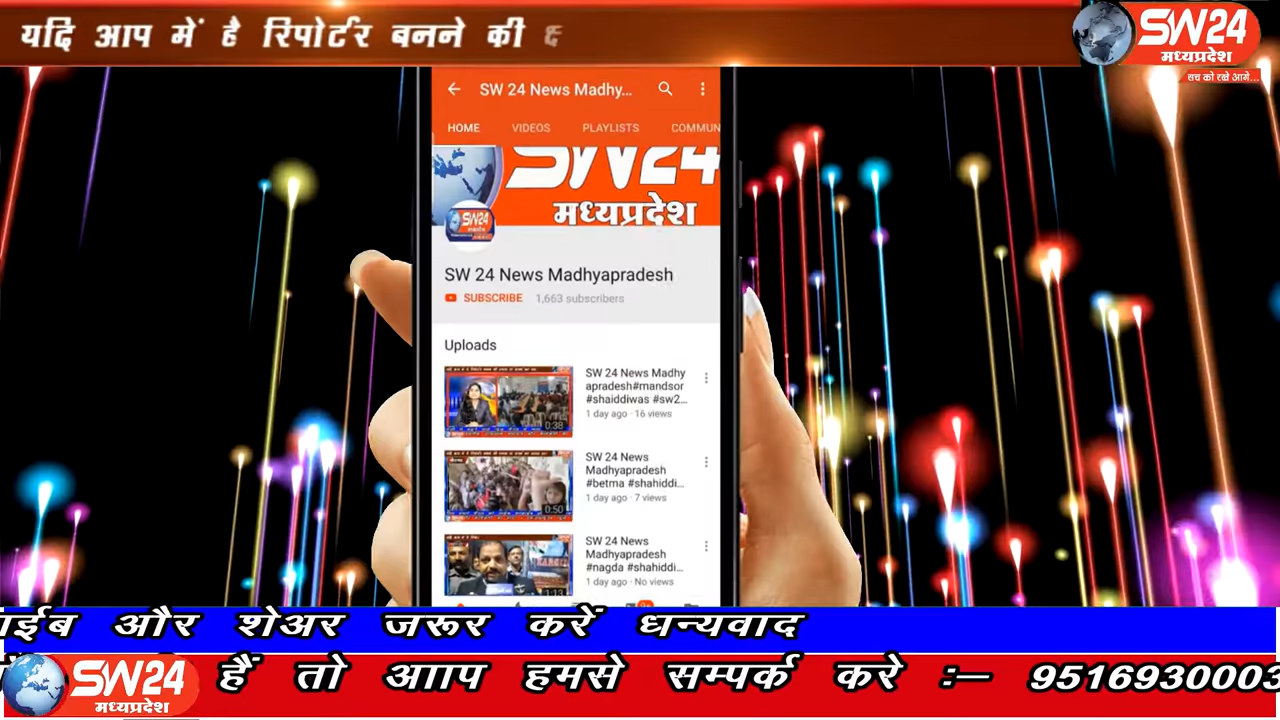 यदि आप में है रिपोर्टर बनने की
SW24
मध्यप्रदेश
सच को रखे आगे...
SW 24 News Madhy...
HOME VIDEOS PLAYLISTS COMMUN
SW24
मध्यप्रदेश
SW24
SW 24 News Madhyapradesh
SUBSCRIBE 1,663 subscribers
Uploads
SW 24 News Madhy
apradesh#mandsor
#shaiddiwas #sw2...
1 day ago · 16 views
0:38
SW 24 News
Madhyapradesh
#betma #shahiddi...
1 day ago · 7 views
0:50
SW 24 News
Madhyapradesh
#nagda #shahiddi...
1 day ago · No views
1:13
ाईब और शेअर जरूर करें धन्यवाद
हैं तो आाप हमसे सम्पर्क करे :– 9516930003
SW24
मध्यप्रदेश